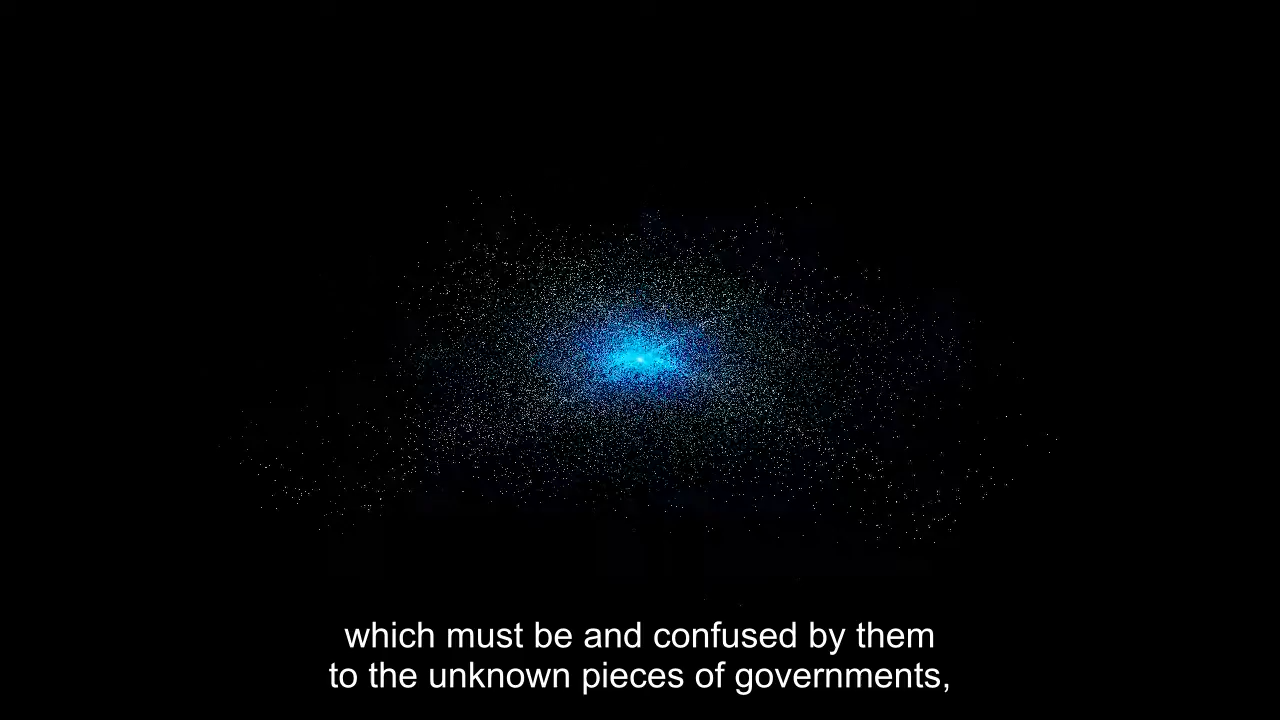 which must be and confused by them
to the unknown pieces of governments,